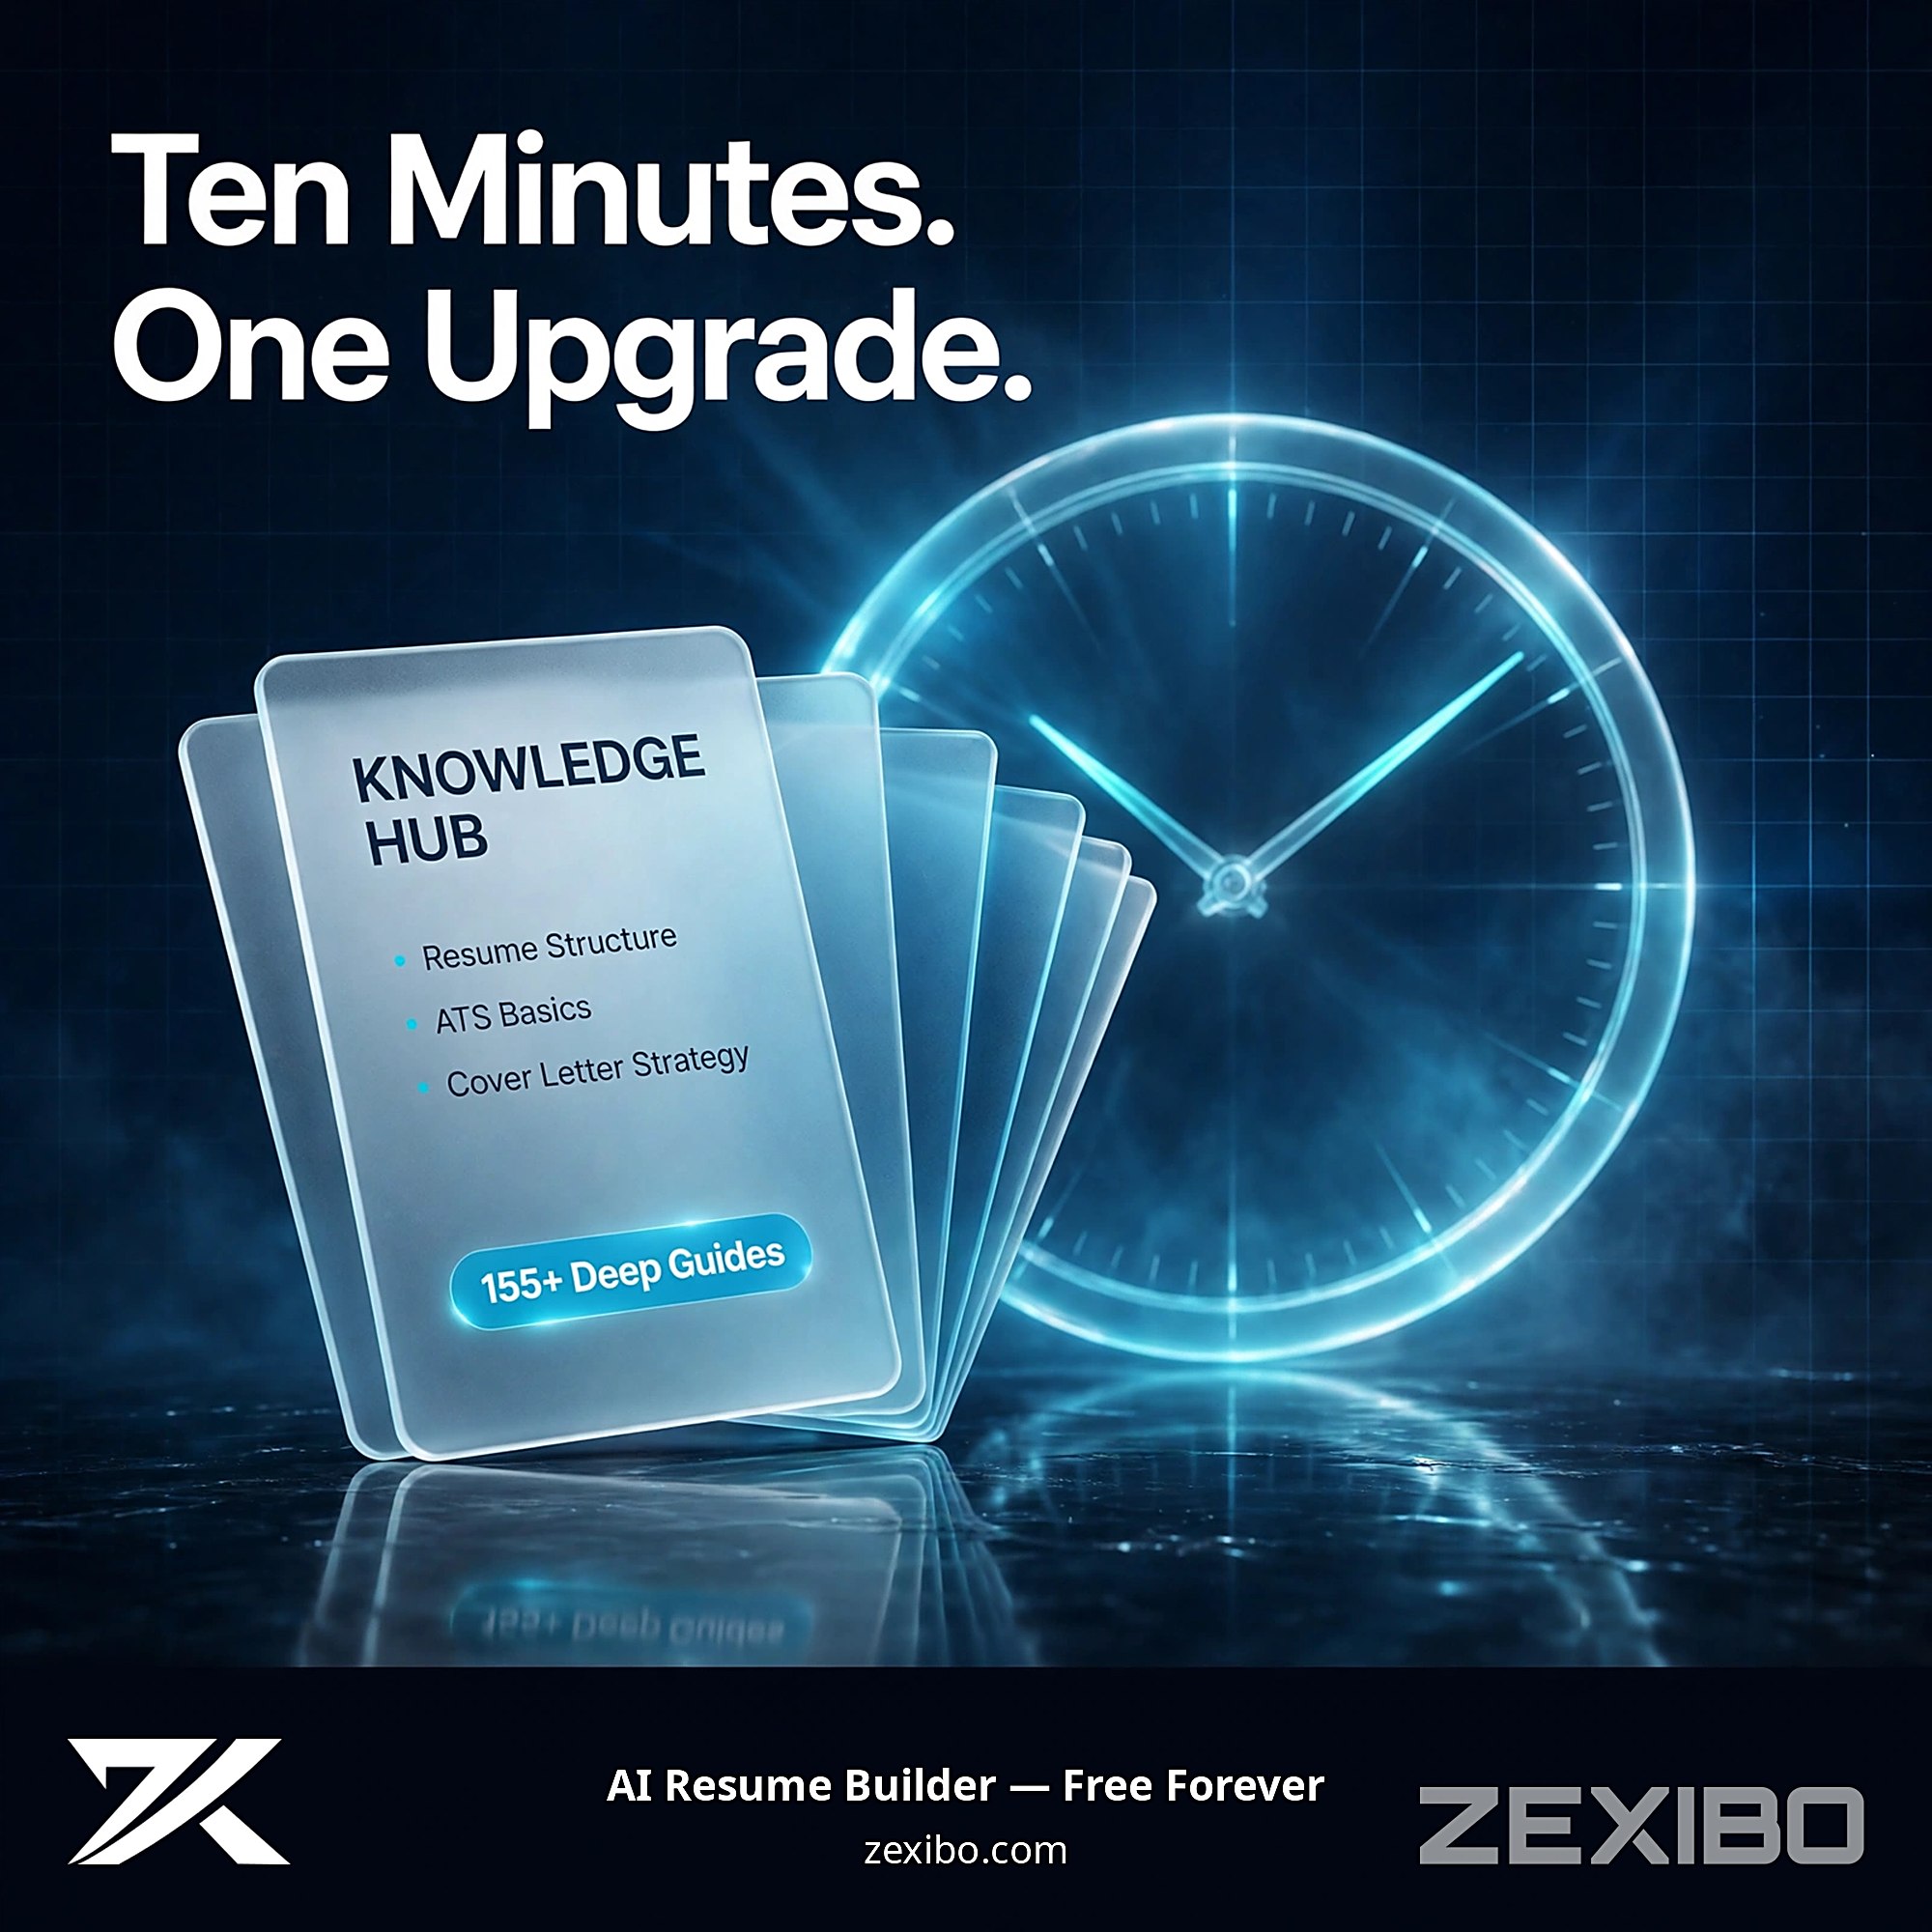 Ten Minutes.
One Upgrade.
KNOWLEDGE
HUB
• Resume Structure
• ATS Basics
• Cover Letter Strategy
155+ Deep Guides
AI Resume Builder — Free Forever
zexibo.com
ZEXIBO